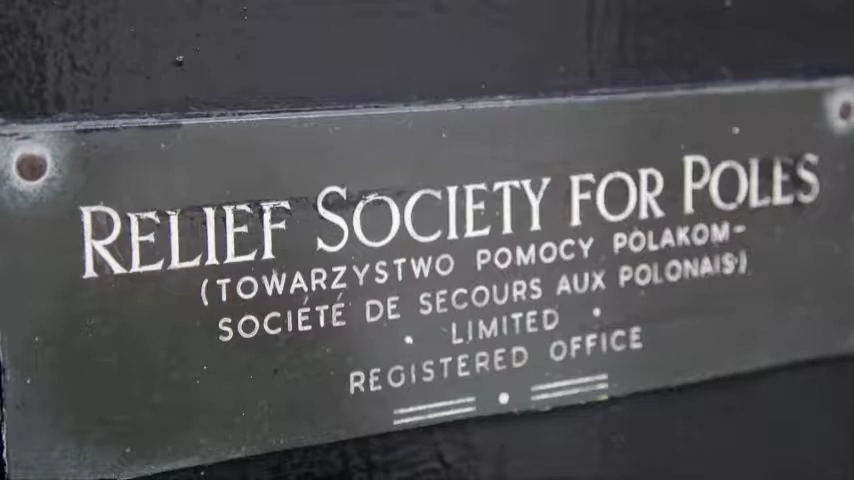 RELIEF SOCIETY FOR POLES
(TOWARZYSTWO POMOCY POLAKOM-
SOCIÉTÉ DE SECOURS AUX POLONAIS)
• LIMITED •
REGISTERED OFFICE